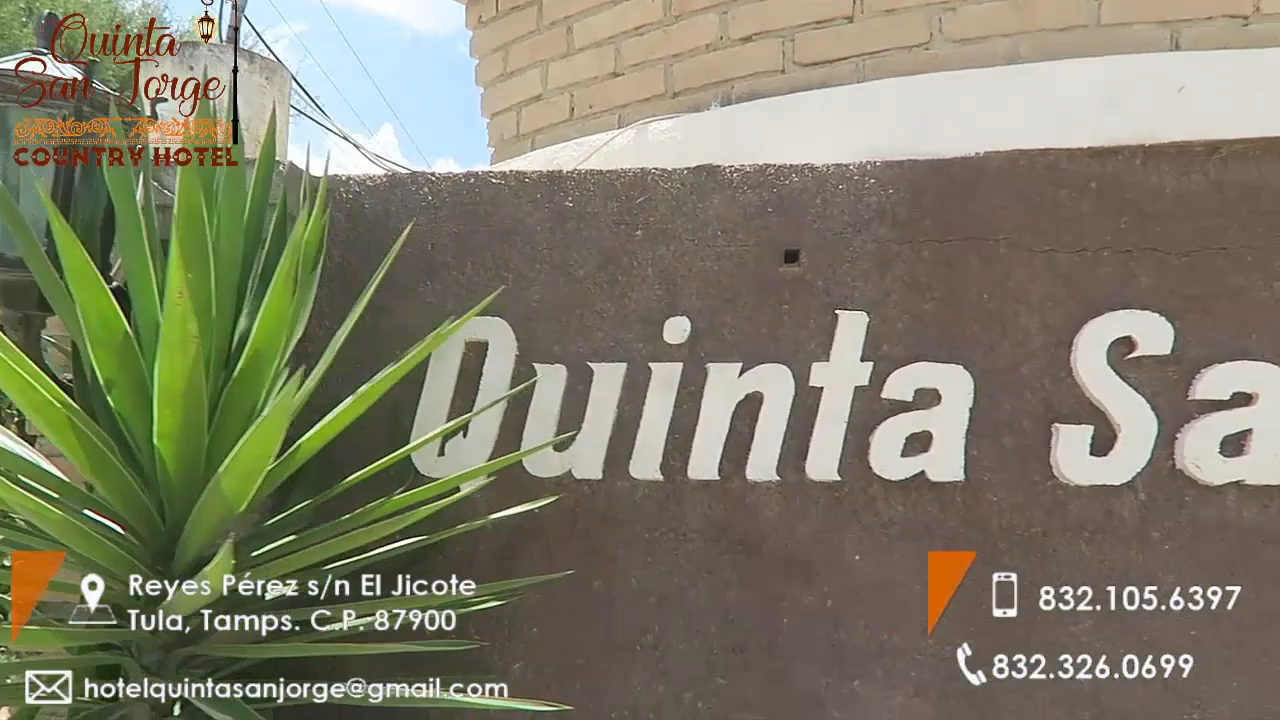 Quinta
San Jorge
COUNTRY HOTEL
Quinta Sa
Reyes Pérez s/n El Jicote
Tula, Tamps. C.P. 87900
832.105.6397
832.326.0699
hotelquintasanjorge@gmail.com